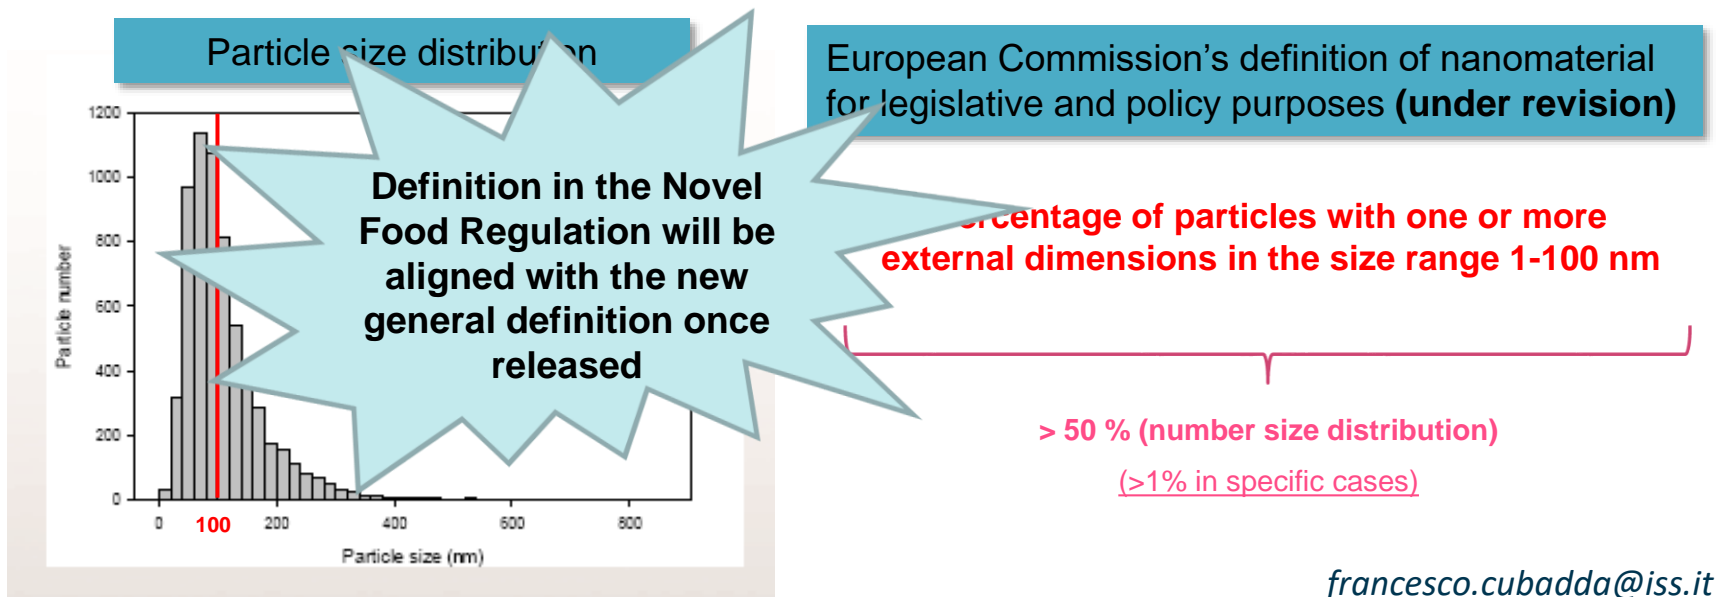 Particle size distribution
European Commission's definition of nanomaterial
for legislative and policy purposes (under revision)
1200
1000
800
600
400
200
0
Particle number
0
100
200
400
600
800
Particle size (nm)
Definition in the Novel
Food Regulation will be
aligned with the new
general definition once
released
Percentage of particles with one or more
external dimensions in the size range 1-100 nm
> 50 % (number size distribution)
(>1% in specific cases)
francesco.cubadda@iss.it